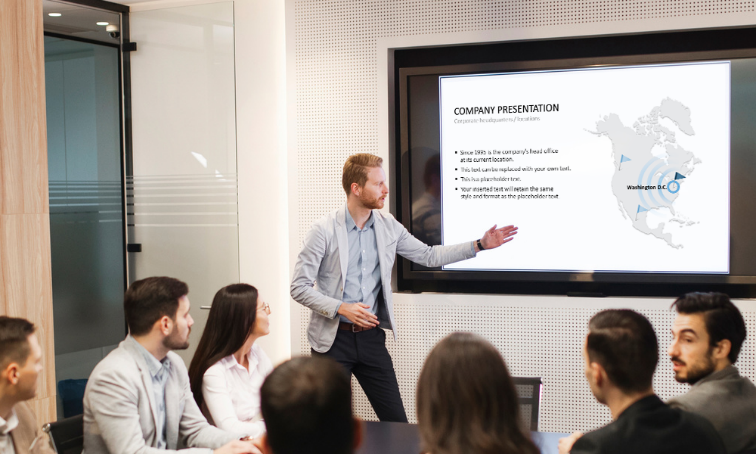 COMPANY PRESENTATION
Corporate headquarters/ locations
Since 1995 is the company's head office
at its current location.
This text can be replaced with your own text.
This is a placeholder text.
Your inserted text will retain the same
style and format as the placeholder text
Washington D.C.